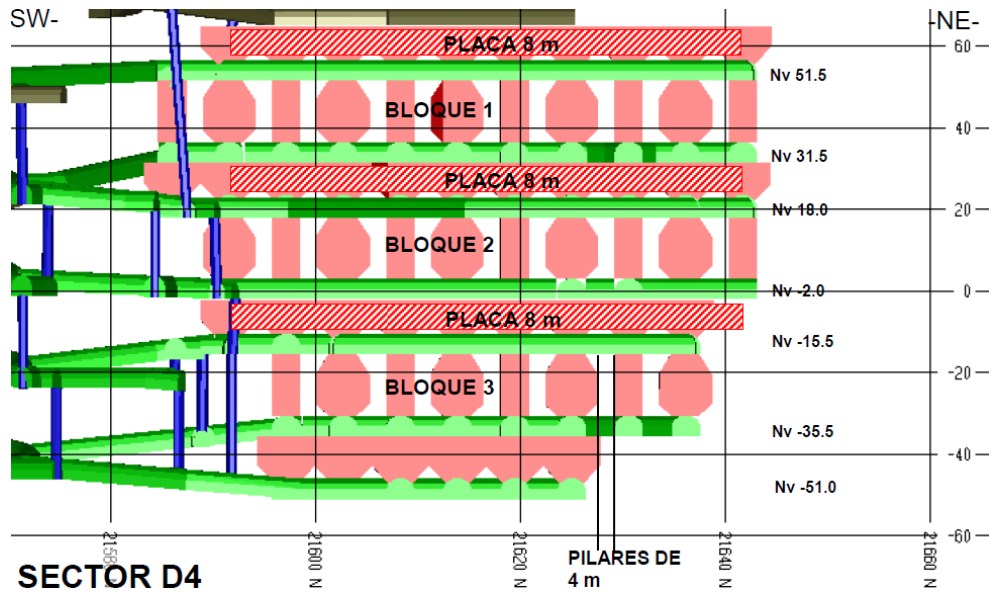 SW-
-NE-
60
PLACA 8 m
Nv 51.5
BLOQUE 1
40
Nv 31.5
PLACA 8 m
20
Nv 18.0
BLOQUE 2
0
Nv -2.0
PLACA 8 m
Nv -15.5
-20
BLOQUE 3
Nv -35.5
-40
Nv -51.0
-60
21580 N
21600 N
21620 N
21640 N
21660 N
PILARES DE
4 m
SECTOR D4